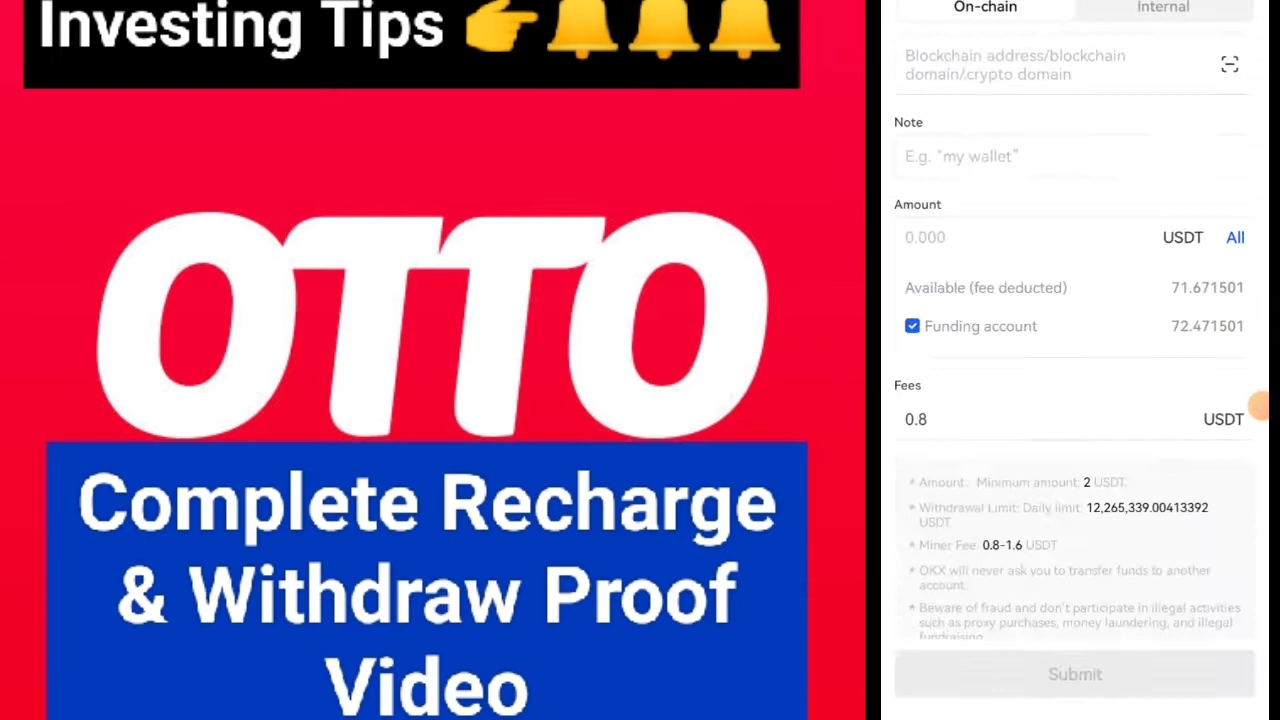 Investing Tips 👉🔔🔔🔔
OTTO
Complete Recharge
& Withdraw Proof
Video
On-chain
Internal
Blockchain address/blockchain
domain/.crypto domain
Note
E.g. "my wallet"
Amount
0.000 USDT All
Available (fee deducted) 71.671501
Funding account 72.471501
Fees
0.8 USDT
* Amount: Minimum amount: 2 USDT.
* Withdrawal Limit: Daily limit: 12,265,339.00413392
USDT
* Miner Fee: 0.8-1.6 USDT
* OKX will never ask you to transfer funds to another
account.
* Beware of fraud and don't participate in illegal activities
such as proxy purchases, money laundering, and illegal
fundraising
Submit